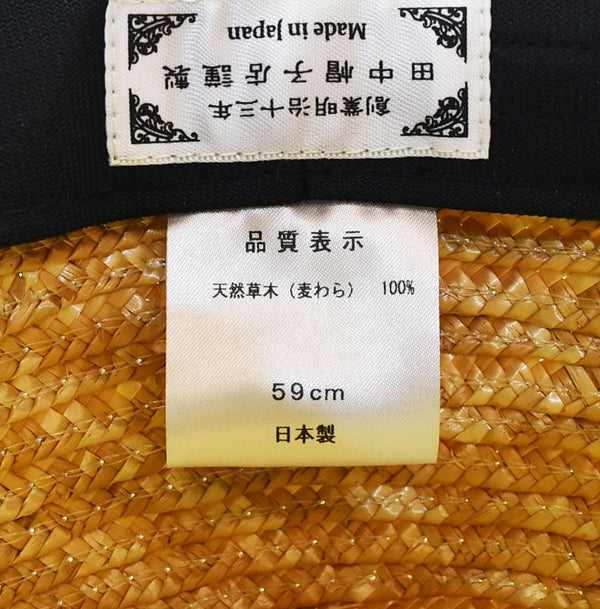 創業明治十三年
田中帽子店謹製
Made in Japan
品質表示
天然草木（麦わら）　100%
59cm
日本製